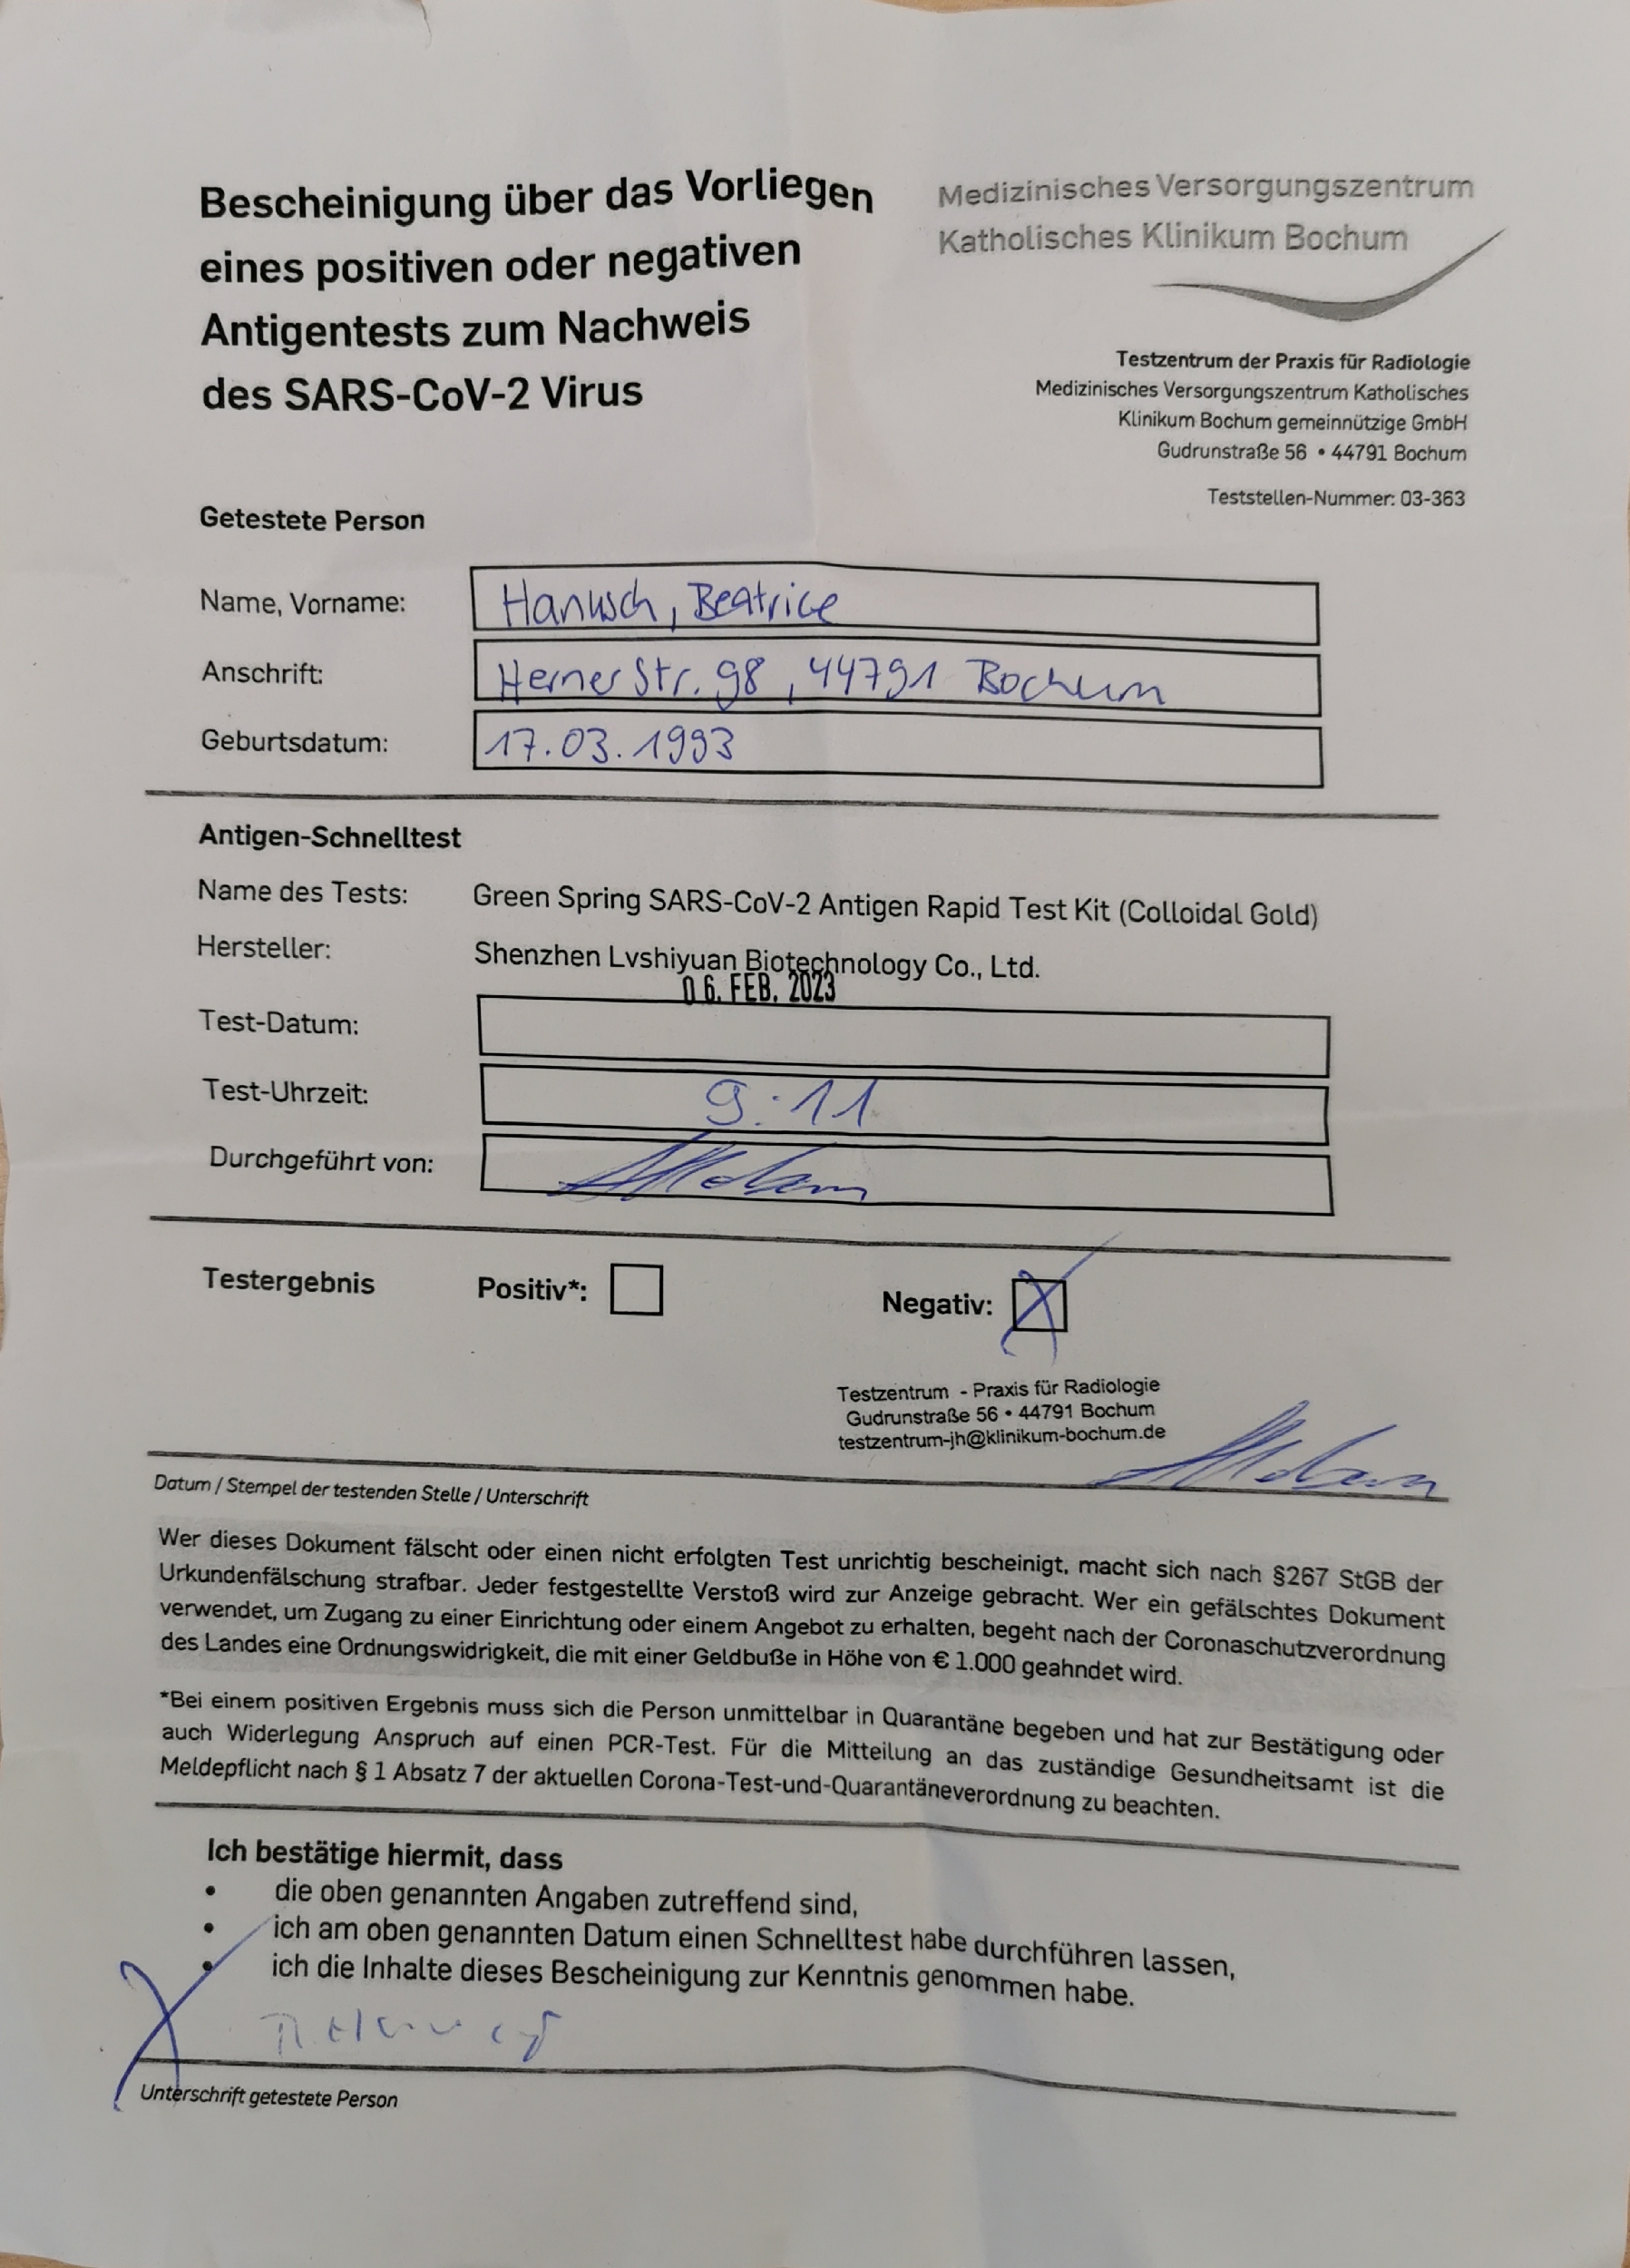 Bescheinigung über das Vorliegen
eines positiven oder negativen
Antigentests zum Nachweis
des SARS-CoV-2 Virus
Medizinisches Versorgungszentrum
Katholisches Klinikum Bochum
Testzentrum der Praxis für Radiologie
Medizinisches Versorgungszentrum Katholisches
Klinikum Bochum gemeinnützige GmbH
Gudrunstraße 56 • 44791 Bochum
Teststellen-Nummer: 03-363
Getestete Person
Name, Vorname: Hanusch, Beatrice
Anschrift: Herner Str. 98, 44791 Bochum
Geburtsdatum: 17.03.1993
Antigen-Schnelltest
Name des Tests: Green Spring SARS-CoV-2 Antigen Rapid Test Kit (Colloidal Gold)
Hersteller: Shenzhen Lvshiyuan Biotechnology Co., Ltd.
06. FEB. 2023
Test-Datum:
Test-Uhrzeit: 9:11
Durchgeführt von:
Testergebnis Positiv*: Negativ: X
Testzentrum - Praxis für Radiologie
Gudrunstraße 56 • 44791 Bochum
testzentrum-jh@klinikum-bochum.de
Datum / Stempel der testenden Stelle / Unterschrift
Wer dieses Dokument fälscht oder einen nicht erfolgten Test unrichtig bescheinigt, macht sich nach §267 StGB der
Urkundenfälschung strafbar. Jeder festgestellte Verstoß wird zur Anzeige gebracht. Wer ein gefälschtes Dokument
verwendet, um Zugang zu einer Einrichtung oder einem Angebot zu erhalten, begeht nach der Coronaschutzverordnung
des Landes eine Ordnungswidrigkeit, die mit einer Geldbuße in Höhe von € 1.000 geahndet wird.
*Bei einem positiven Ergebnis muss sich die Person unmittelbar in Quarantäne begeben und hat zur Bestätigung oder
auch Widerlegung Anspruch auf einen PCR-Test. Für die Mitteilung an das zuständige Gesundheitsamt ist die
Meldepflicht nach § 1 Absatz 7 der aktuellen Corona-Test-und-Quarantäneverordnung zu beachten.
Ich bestätige hiermit, dass
• die oben genannten Angaben zutreffend sind,
• ich am oben genannten Datum einen Schnelltest habe durchführen lassen,
• ich die Inhalte dieses Bescheinigung zur Kenntnis genommen habe.
X
Unterschrift getestete Person